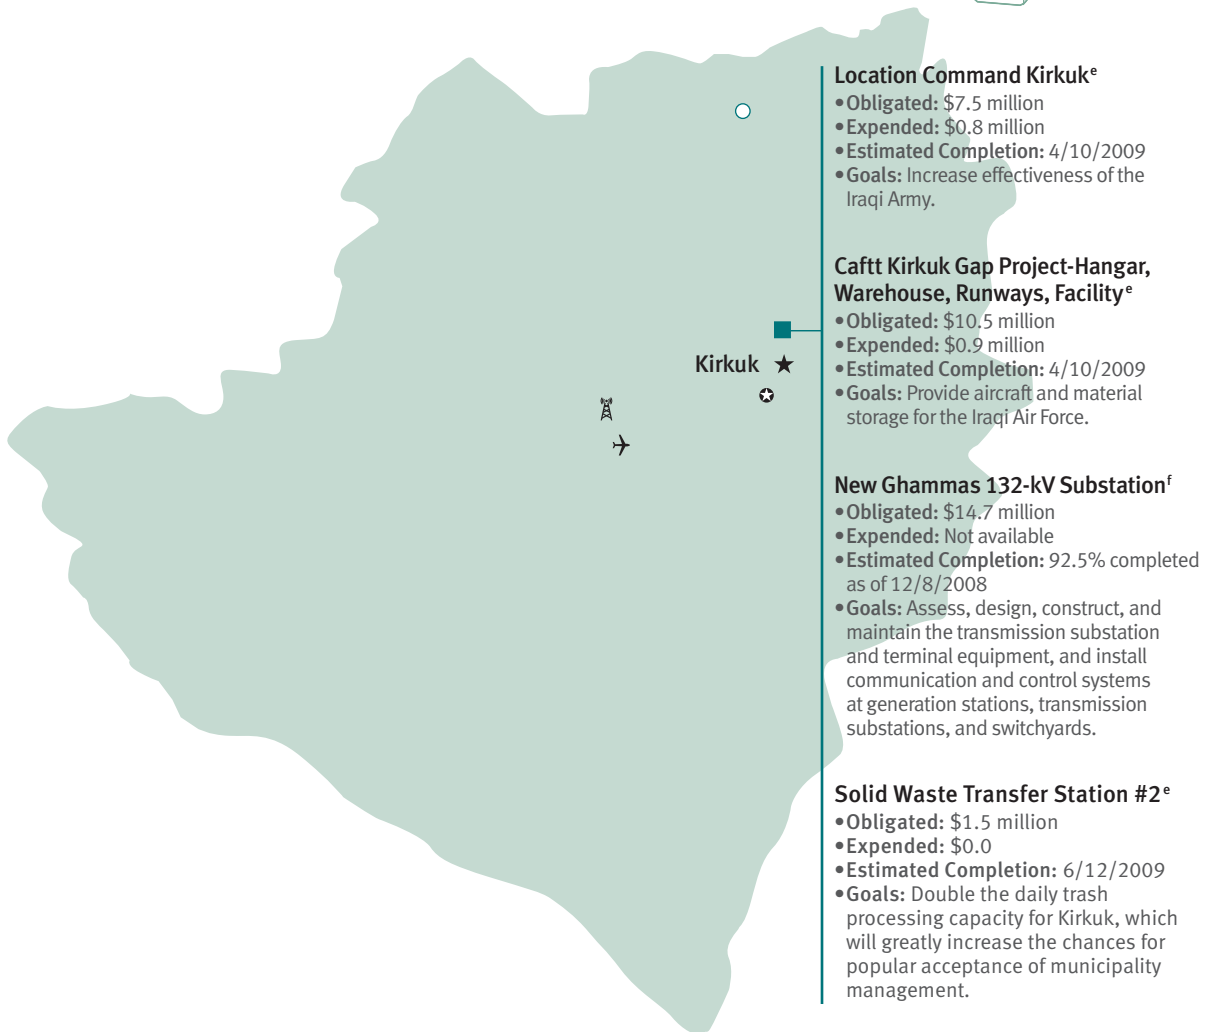 Location Command Kirkuk e
• Obligated: $7.5 million
• Expended: $0.8 million
• Estimated Completion: 4/10/2009
• Goals: Increase effectiveness of the
Iraqi Army.
Caftt Kirkuk Gap Project-Hangar,
Warehouse, Runways, Facility e
• Obligated: $10.5 million
• Expended: $0.9 million
• Estimated Completion: 4/10/2009
• Goals: Provide aircraft and material
storage for the Iraqi Air Force.
Kirkuk
New Ghammas 132-kV Substation f
• Obligated: $14.7 million
• Expended: Not available
• Estimated Completion: 92.5% completed
as of 12/8/2008
• Goals: Assess, design, construct, and
maintain the transmission substation
and terminal equipment, and install
communication and control systems
at generation stations, transmission
substations, and switchyards.
Solid Waste Transfer Station #2 e
• Obligated: $1.5 million
• Expended: $0.0
• Estimated Completion: 6/12/2009
• Goals: Double the daily trash
processing capacity for Kirkuk, which
will greatly increase the chances for
popular acceptance of municipality
management.